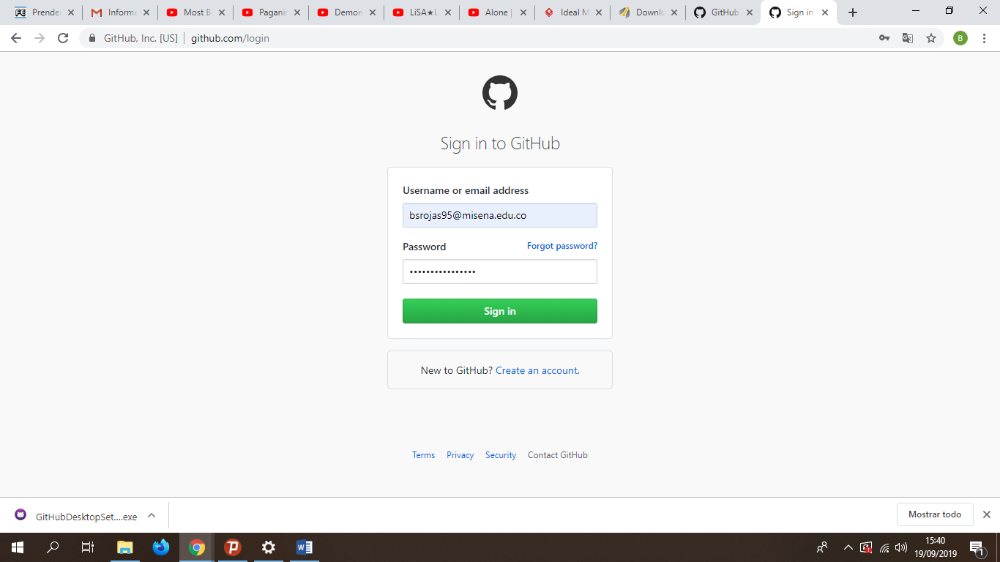 Prende
Informe
Most B
Paganin
Demon
LiSA★L
Alone |
Ideal M
Downlo
GitHub
Sign in
GitHub, Inc. [US] github.com/login
B
Sign in to GitHub
Username or email address
bsrojas95@misena.edu.co
Password Forgot password?
••••••••••••••••
Sign in
New to GitHub? Create an account.
Terms Privacy Security Contact GitHub
GitHubDesktopSet....exe
Mostrar todo
15:40
19/09/2019
1